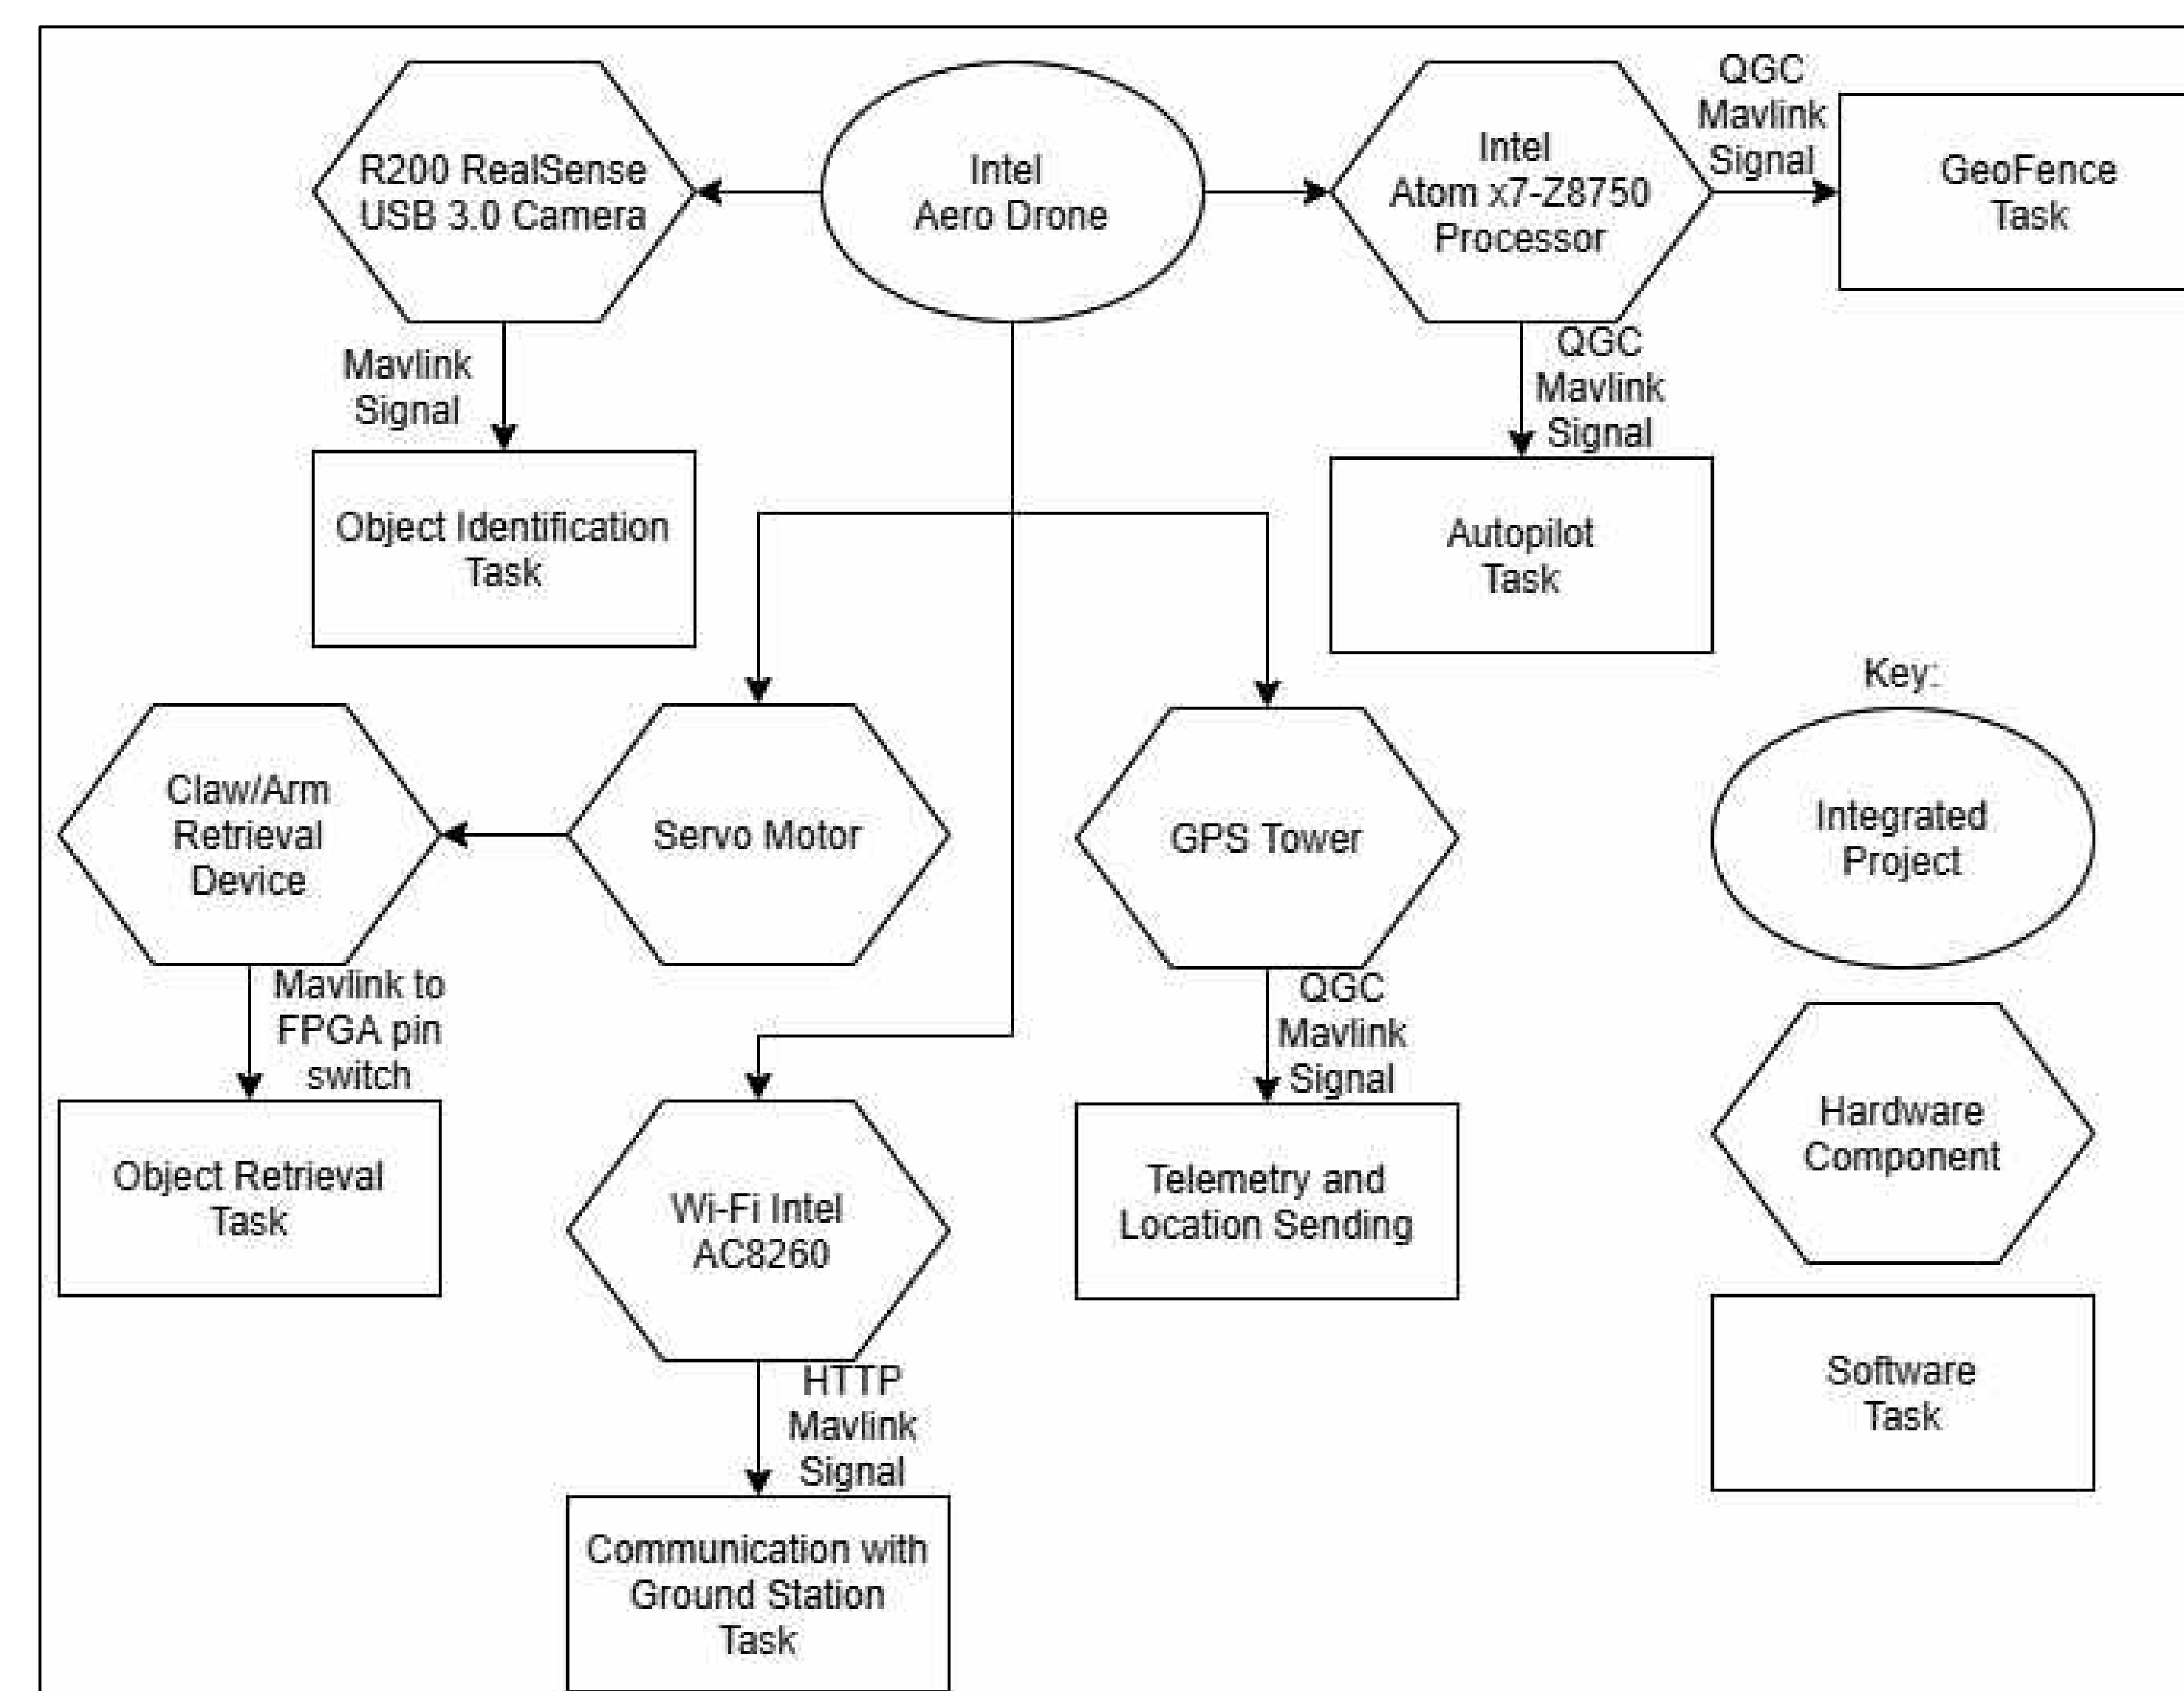 R200 RealSense
USB 3.0 Camera
Intel
Aero Drone
Intel
Atom x7-Z8750
Processor
QGC
Mavlink
Signal
GeoFence
Task
Mavlink
Signal
QGC
Mavlink
Signal
Object Identification
Task
Autopilot
Task
Claw/Arm
Retrieval
Device
Servo Motor
GPS Tower
Key:
Integrated
Project
Mavlink to
FPGA pin
switch
QGC
Mavlink
Signal
Hardware
Component
Object Retrieval
Task
Wi-Fi Intel
AC8260
Telemetry and
Location Sending
Software
Task
HTTP
Mavlink
Signal
Communication with
Ground Station
Task